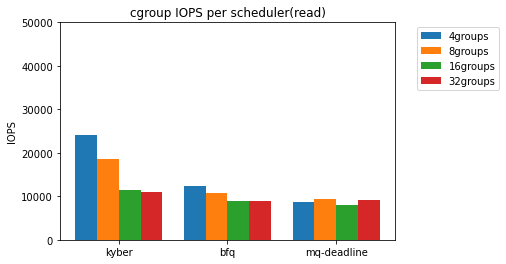 cgroup IOPS per scheduler(read)
50000
40000
30000
20000
10000
0
IOPS
kyber
bfq
mq-deadline
4groups
8groups
16groups
32groups